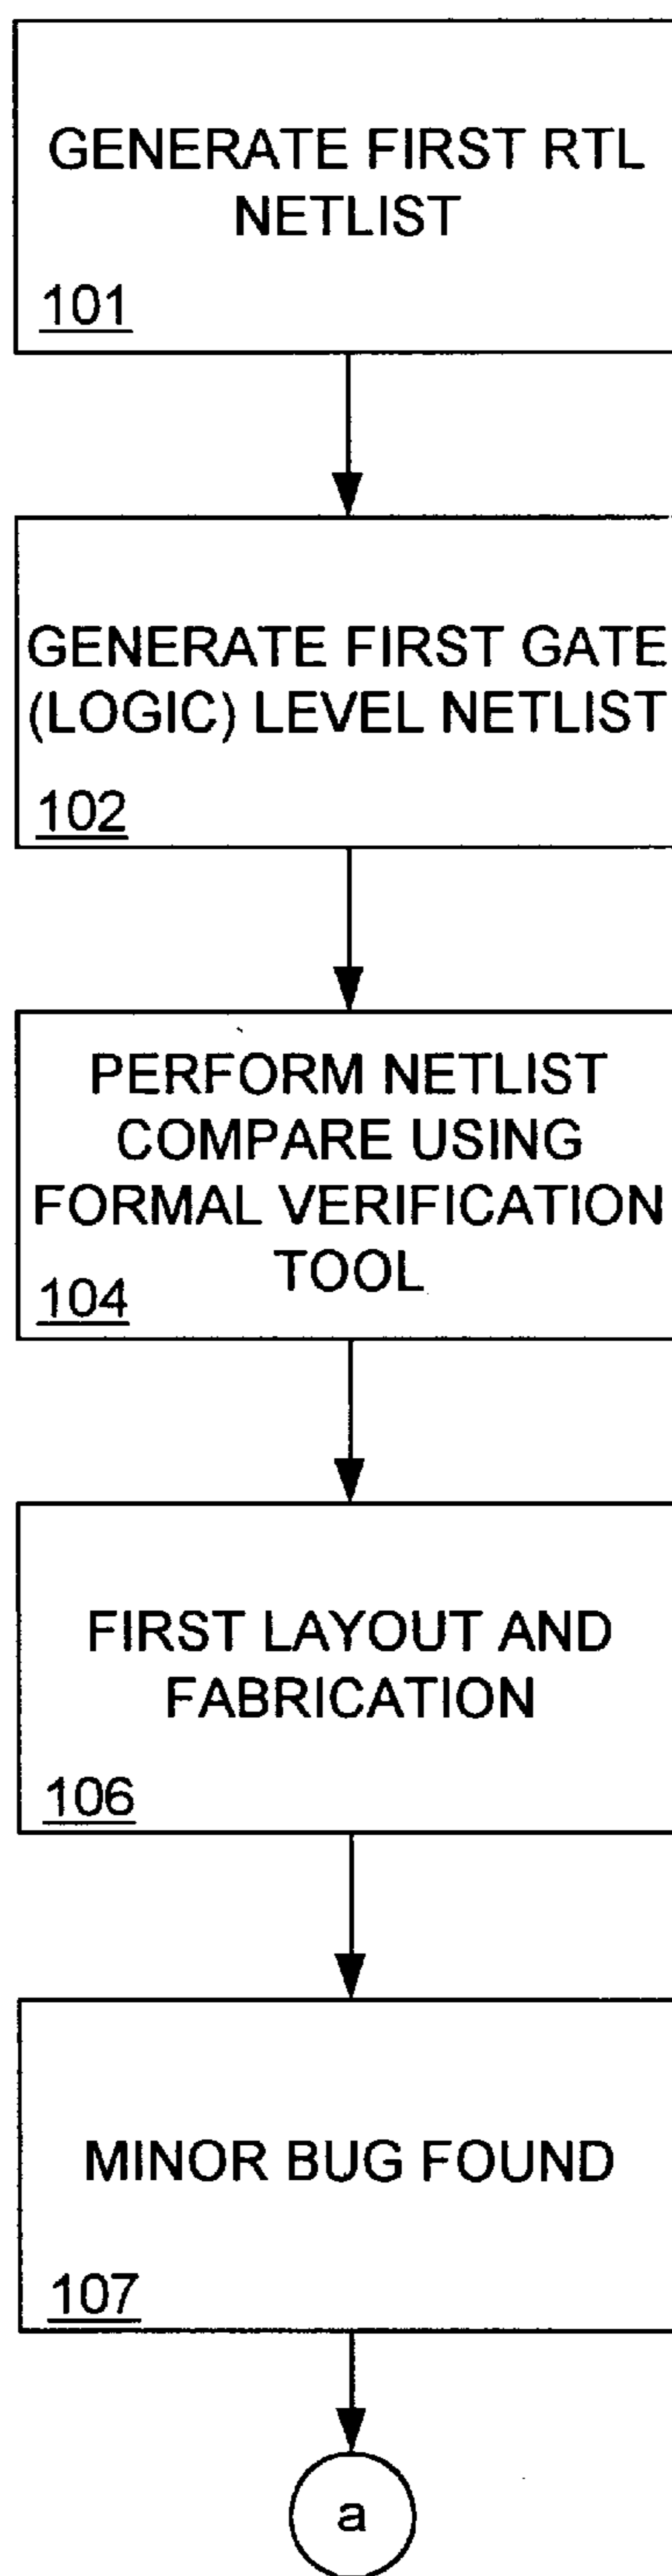 GENERATE FIRST RTL
NETLIST
101
GENERATE FIRST GATE
(LOGIC) LEVEL NETLIST
102
PERFORM NETLIST
COMPARE USING
FORMAL VERIFICATION
TOOL
104
FIRST LAYOUT AND
FABRICATION
106
MINOR BUG FOUND
107
a